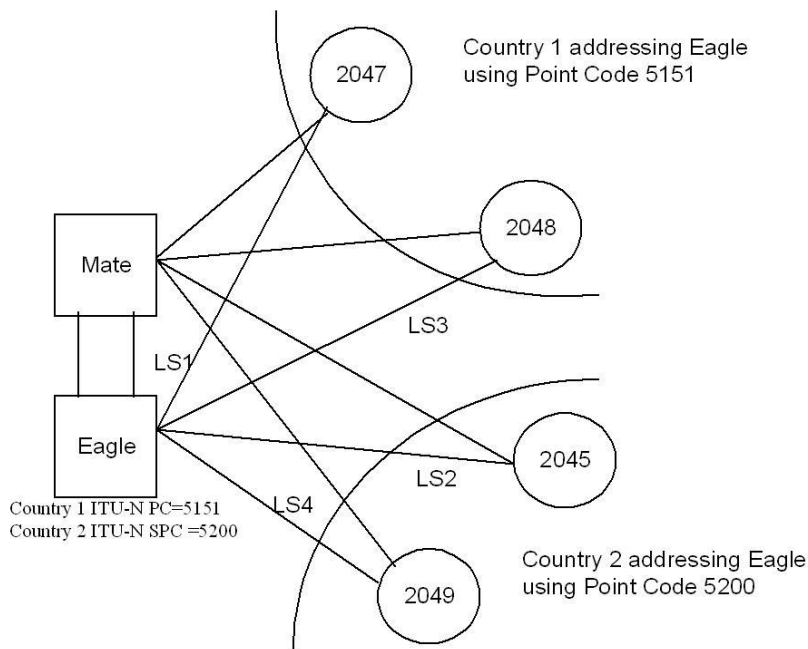 2047
Country 1 addressing Eagle
using Point Code 5151
2048
Mate
LS3
LS1
Eagle
2045
LS2
LS4
Country 1 ITU-N PC=5151
Country 2 ITU-N SPC =5200
2049
Country 2 addressing Eagle
using Point Code 5200